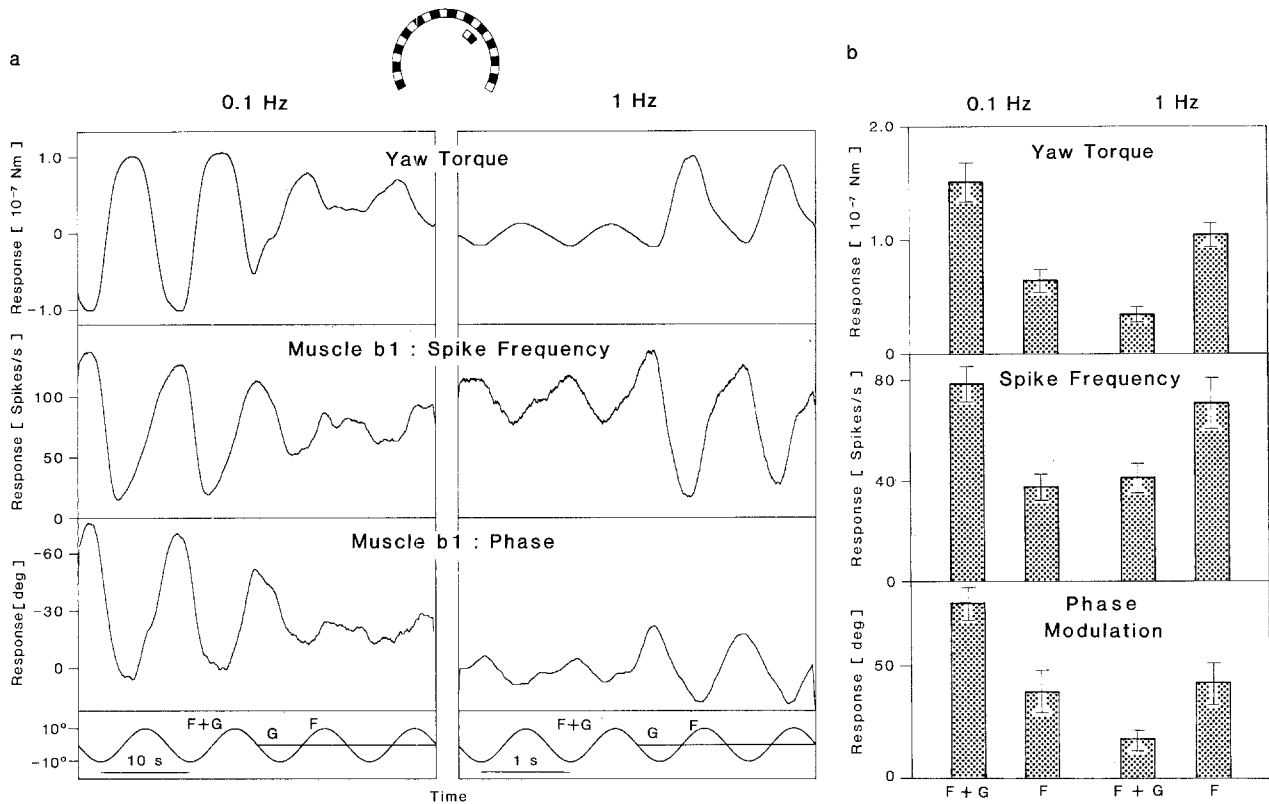 a
b
0.1 Hz
1 Hz
0.1 Hz
1 Hz
Yaw Torque
Response [ 10⁻⁷ Nm ]
1.0
0
-1.0
Muscle b1 : Spike Frequency
Response [ Spikes/s ]
100
50
0
Muscle b1 : Phase
Response[ deg ]
-60
-30
0
10°
-10°
F+G
G
F
10 s
F+G
G
F
1 s
Time
Yaw Torque
Response [ 10⁻⁷ Nm ]
2.0
1.0
0
Spike Frequency
Response [ Spikes/s ]
80
40
0
Phase
Modulation
Response [ deg ]
50
0
F + G
F
F + G
F